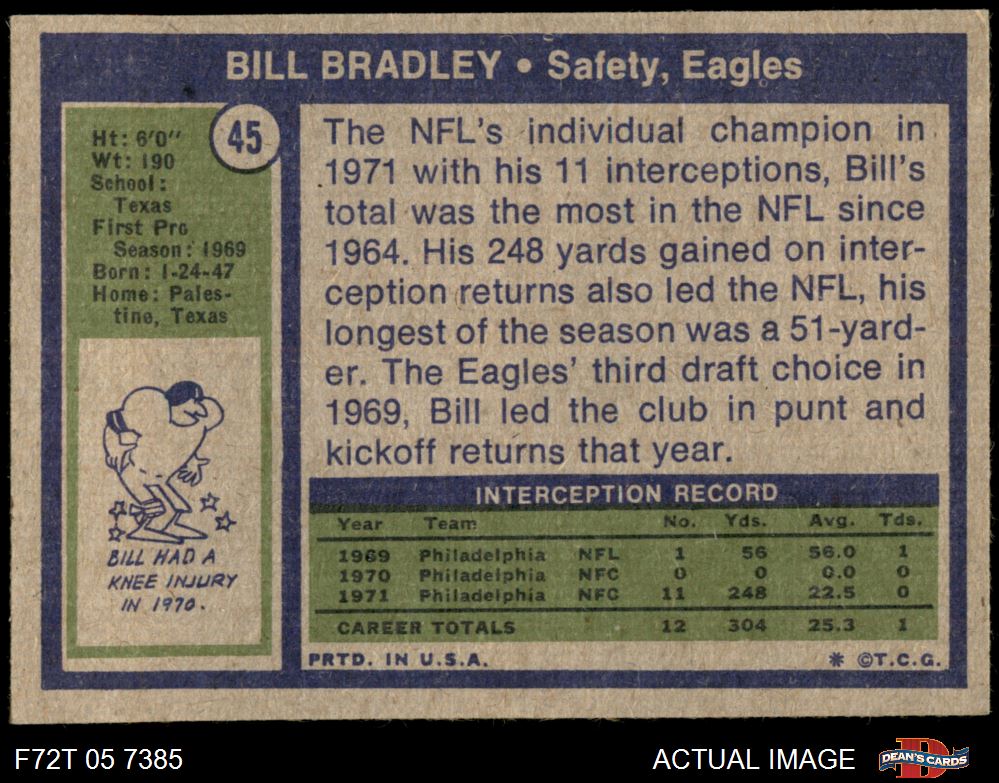 BILL BRADLEY • Safety, Eagles
45
Ht: 6'0"
Wt: 190
School:
Texas
First Pro
Season: 1969
Born: 1-24-47
Home: Pales-
tine, Texas
BILL HAD A
KNEE INJURY
IN 1970.
The NFL's individual champion in
1971 with his 11 interceptions, Bill's
total was the most in the NFL since
1964. His 248 yards gained on inter-
ception returns also led the NFL, his
longest of the season was a 51-yard-
er. The Eagles' third draft choice in
1969, Bill led the club in punt and
kickoff returns that year.
INTERCEPTION RECORD
Year Team No. Yds. Avg. Tds.
1969 Philadelphia NFL 1 56 56.0 1
1970 Philadelphia NFC 0 0 0.0 0
1971 Philadelphia NFC 11 248 22.5 0
CAREER TOTALS 12 304 25.3 1
PRTD. IN U.S.A. * ©T.C.G.
F72T 05 7385 ACTUAL IMAGE D DEAN'S CARDS